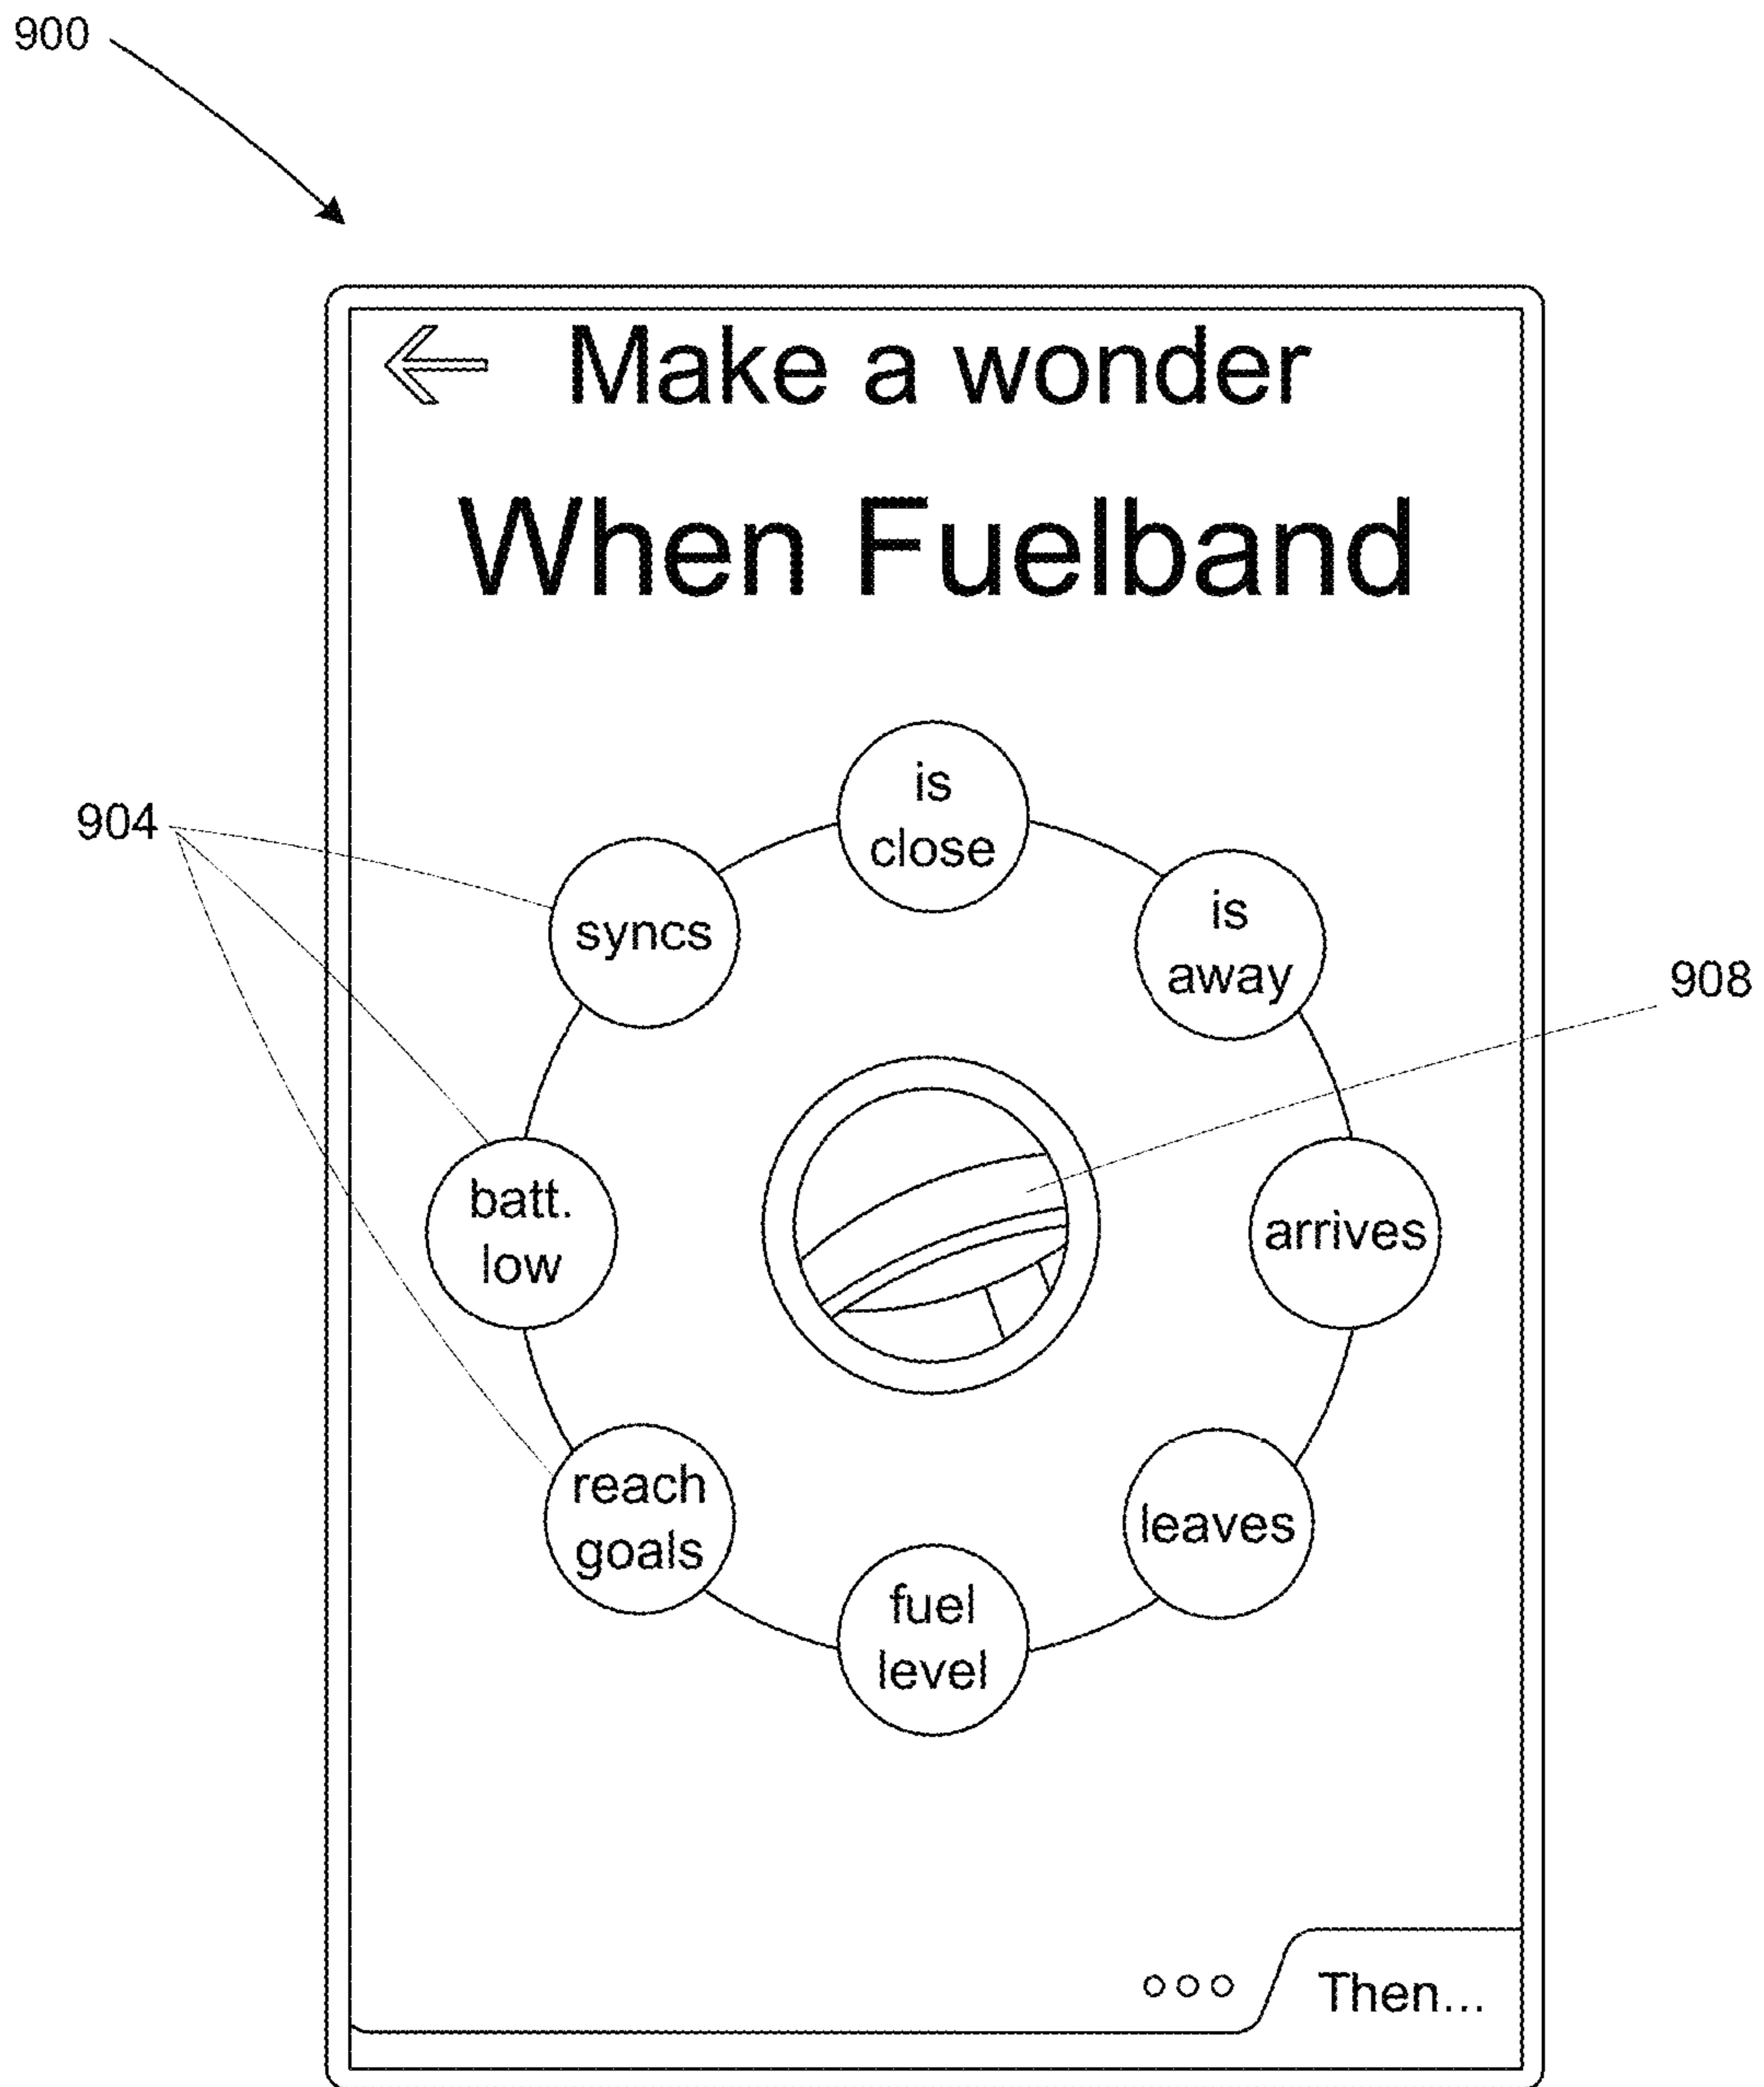 900
Make a wonder
When Fuelband
is
close
904
syncs
is
away
908
batt.
low
arrives
reach
goals
leaves
fuel
level
Then...